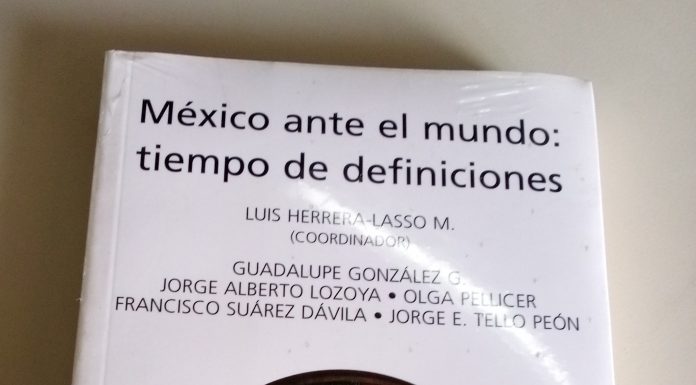 México ante el mundo:
tiempo de definiciones
LUIS HERRERA-LASSO M.
(COORDINADOR)
GUADALUPE GONZÁLEZ G.
JORGE ALBERTO LOZOYA • OLGA PELLICER
FRANCISCO SUÁREZ DÁVILA • JORGE E. TELLO PEÓN